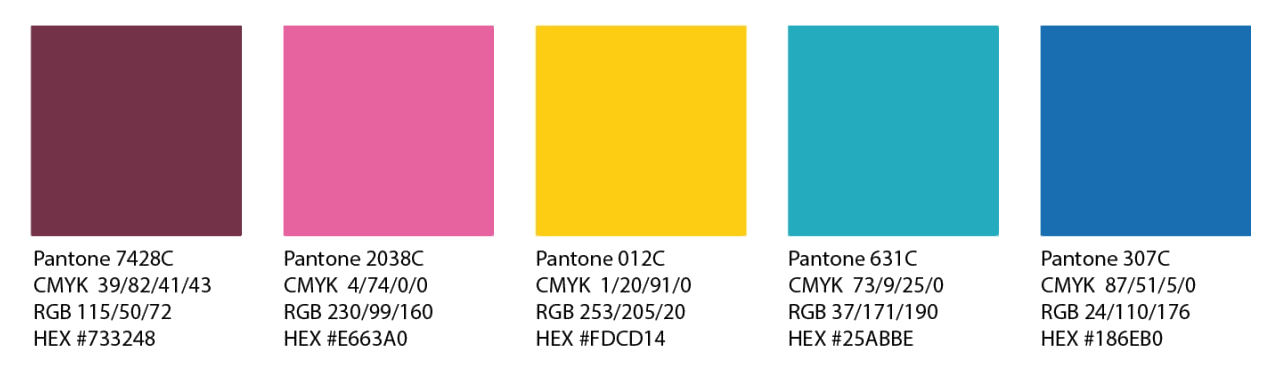 Pantone 7428C
CMYK  39/82/41/43
RGB 115/50/72
HEX #733248
Pantone 2038C
CMYK  4/74/0/0
RGB 230/99/160
HEX #E663A0
Pantone 012C
CMYK  1/20/91/0
RGB 253/205/20
HEX #FDCD14
Pantone 631C
CMYK  73/9/25/0
RGB 37/171/190
HEX #25ABBE
Pantone 307C
CMYK  87/51/5/0
RGB 24/110/176
HEX #186EB0